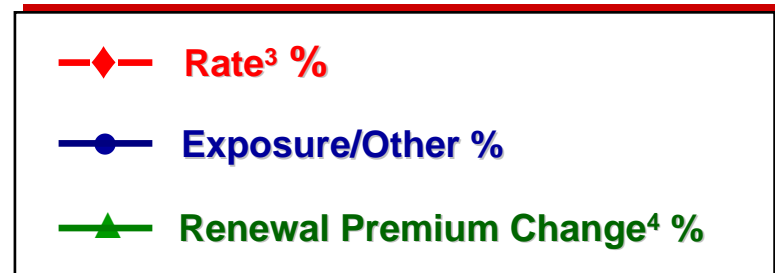 Rate³ %
Exposure/Other %
Renewal Premium Change⁴ %